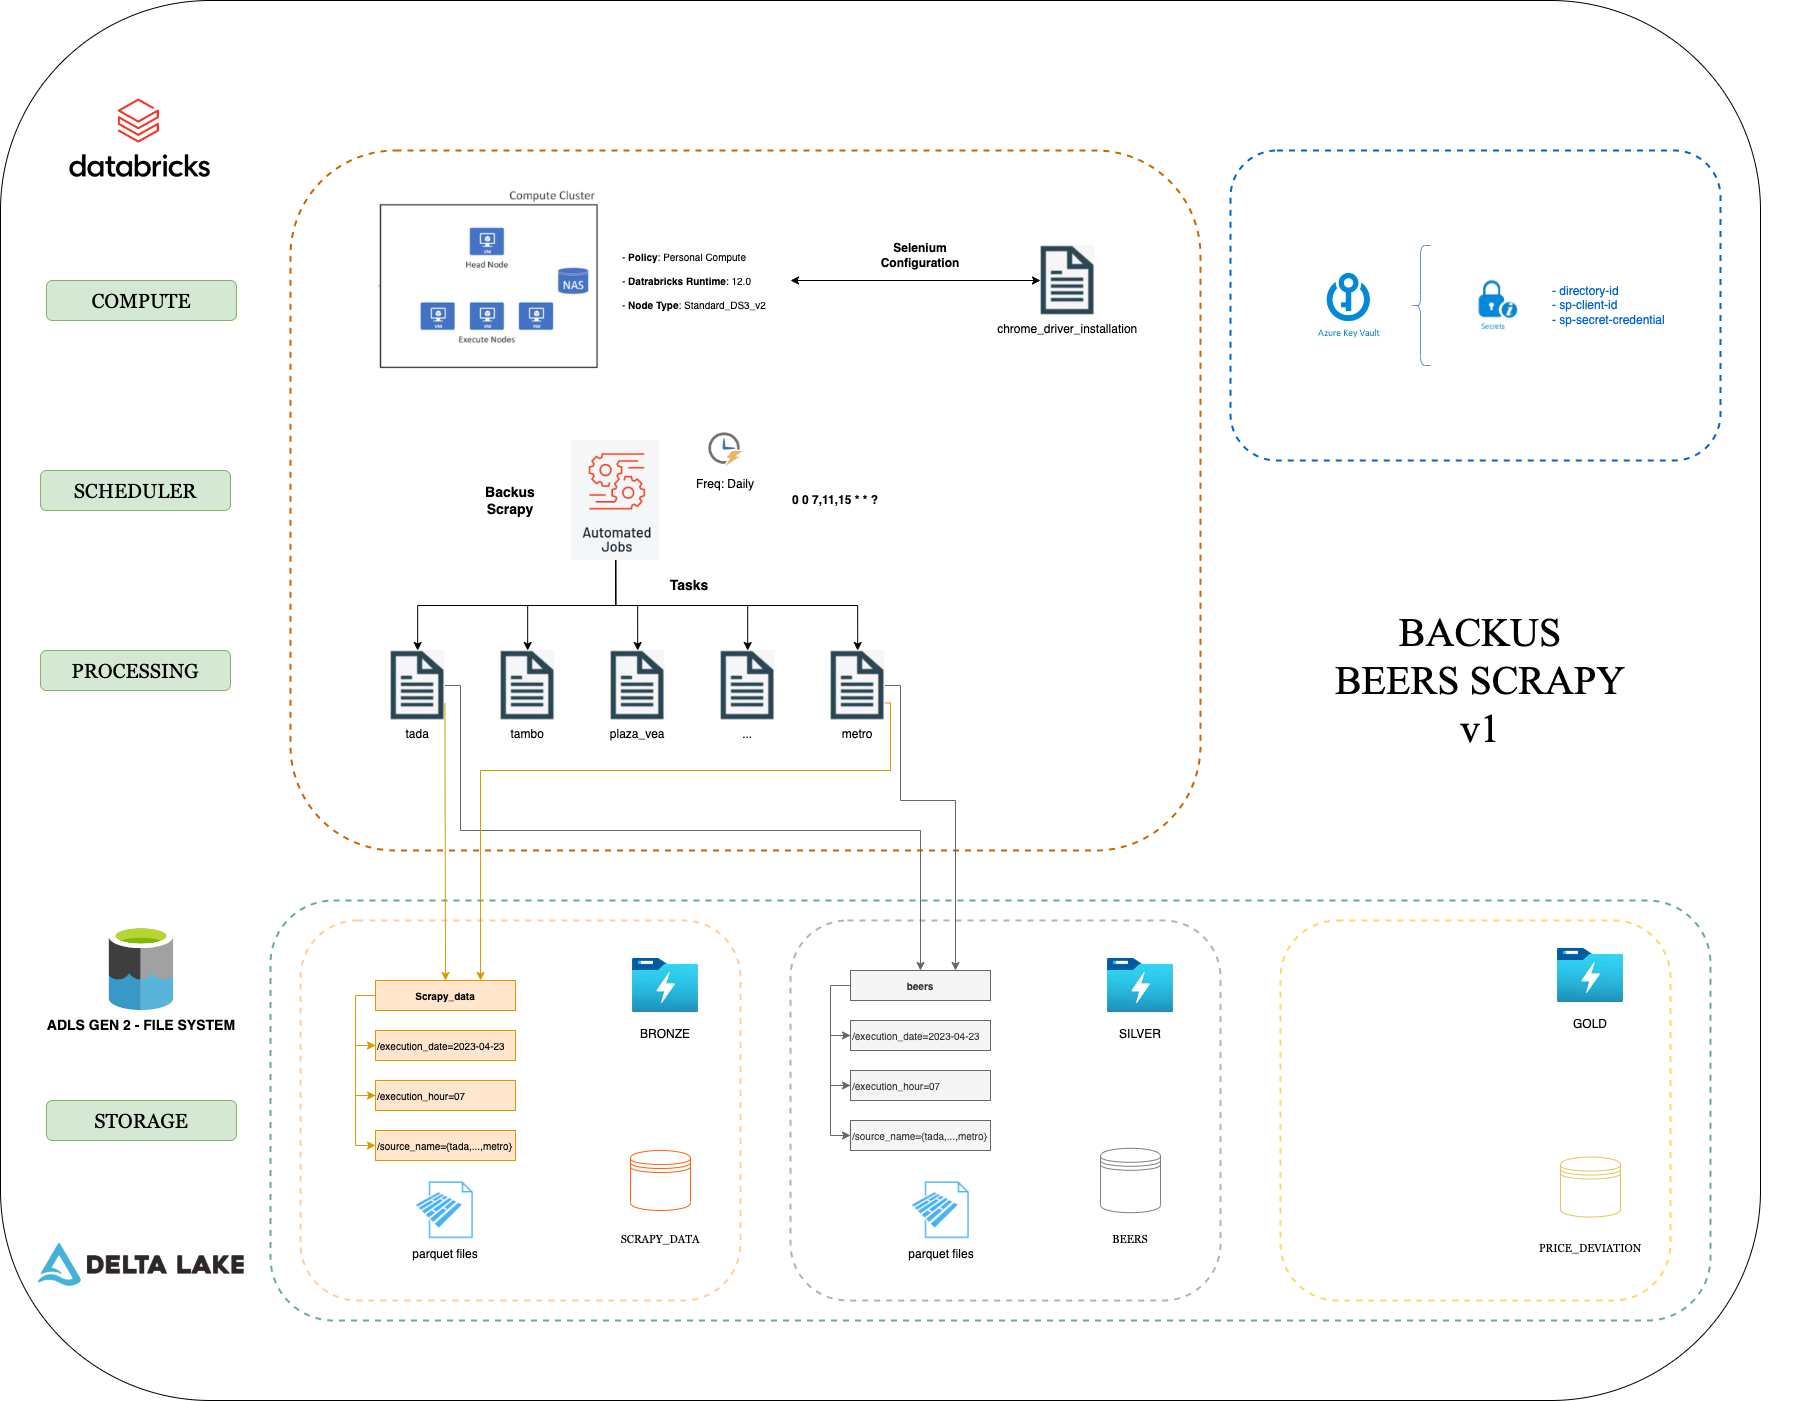 databricks
COMPUTE
SCHEDULER
PROCESSING
ADLS GEN 2 - FILE SYSTEM
STORAGE
DELTA LAKE
Compute Cluster
VM
Head Node
NAS
VM
VM
VM
Execute Nodes
- Policy: Personal Compute
- Datrabricks Runtime: 12.0
- Node Type: Standard_DS3_v2
Selenium
Configuration
chrome_driver_installation
Azure Key Vault
Secrets
- directory-id
- sp-client-id
- sp-secret-credential
Backus
Scrapy
Automated
Jobs
Freq: Daily
0 0 7,11,15 * * ?
Tasks
tada
tambo
plaza_vea
...
metro
BACKUS
BEERS SCRAPY
v1
Scrapy_data
/execution_date=2023-04-23
/execution_hour=07
/source_name={tada,...,metro}
parquet files
BRONZE
SCRAPY_DATA
beers
/execution_date=2023-04-23
/execution_hour=07
/source_name={tada,...,metro}
parquet files
SILVER
BEERS
GOLD
PRICE_DEVIATION